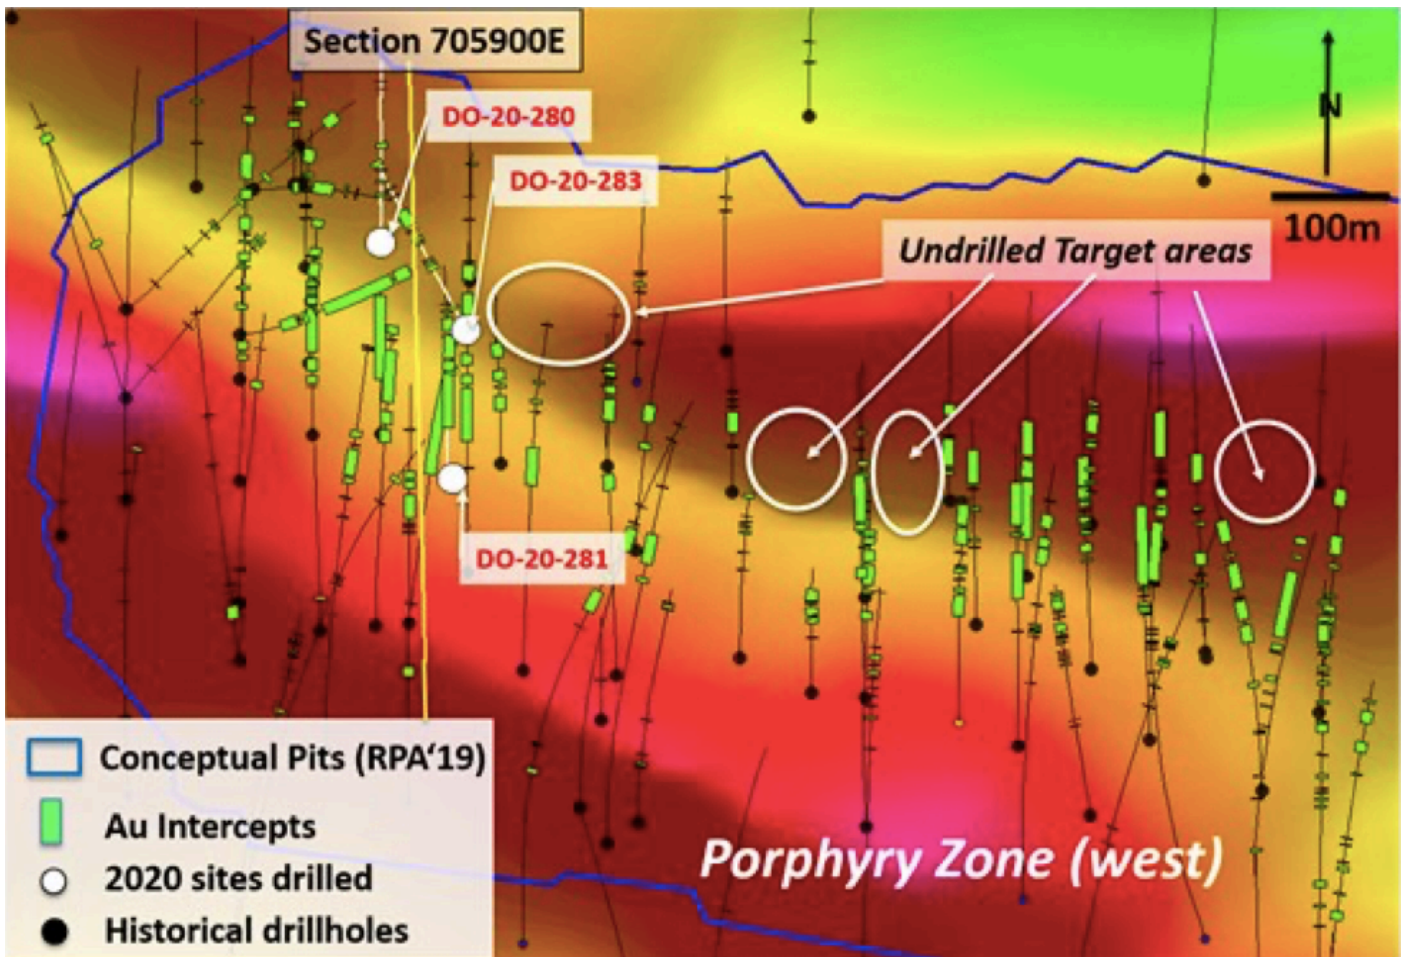 Section 705900E
DO-20-280
N
DO-20-283
100m
Undrilled Target areas
DO-20-281
Conceptual Pits (RPA‘19)
Au Intercepts
2020 sites drilled
Historical drillholes
Porphyry Zone (west)